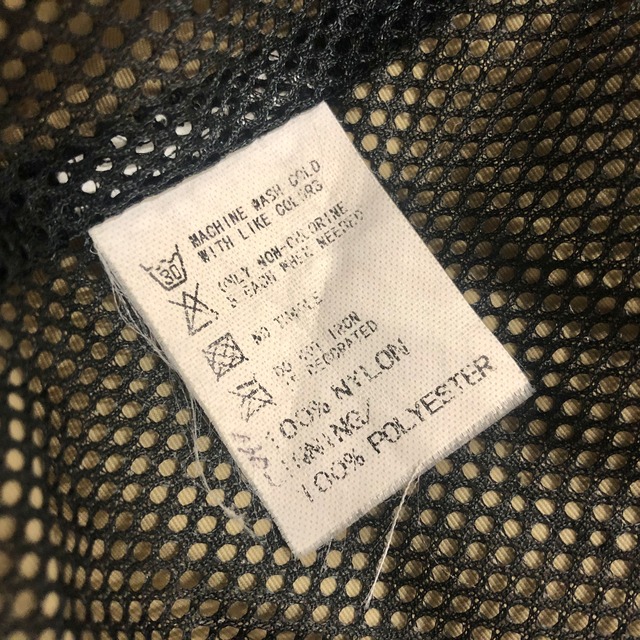 30
MACHINE WASH COLD
WITH LIKE COLORS
ONLY NON-CHLORINE
BLEACH WHEN NEEDED
NO TUMBLE
DO NOT IRON
IF DECORATED
100% NYLON
LINING/
100% POLYESTER